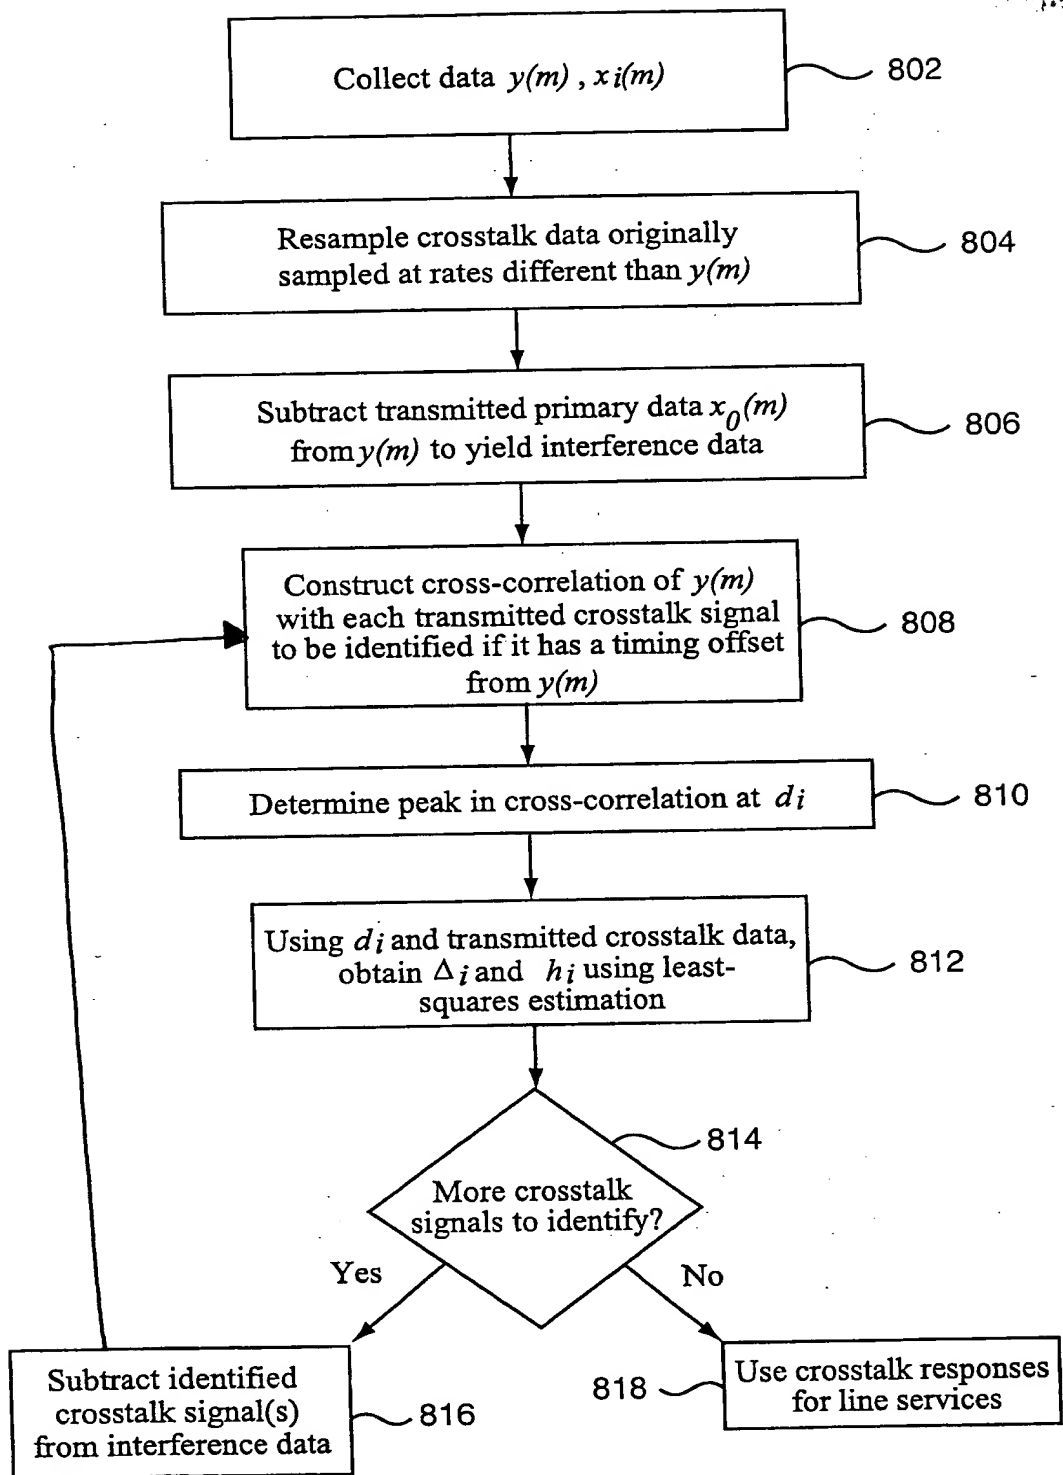 Collect data y(m) , xi(m)
802
Resample crosstalk data originally
sampled at rates different than y(m)
804
Subtract transmitted primary data x0(m)
from y(m) to yield interference data
806
Construct cross-correlation of y(m)
with each transmitted crosstalk signal
to be identified if it has a timing offset
from y(m)
808
Determine peak in cross-correlation at di
810
Using di and transmitted crosstalk data,
obtain Δi and hi using least-
squares estimation
812
814
More crosstalk
signals to identify?
Yes
No
Subtract identified
crosstalk signal(s)
from interference data
816
818
Use crosstalk responses
for line services